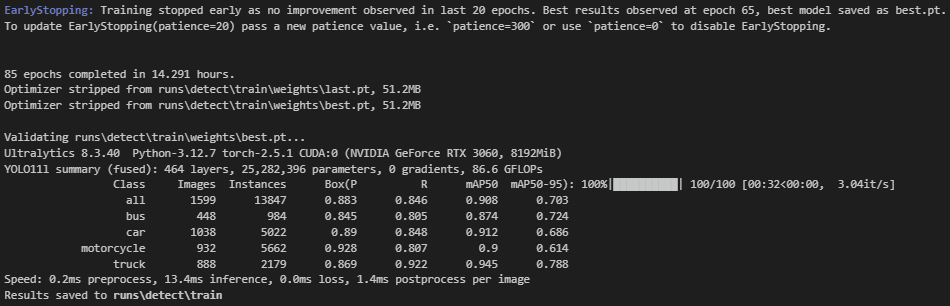 EarlyStopping: Training stopped early as no improvement observed in last 20 epochs. Best results observed at epoch 65, best model saved as best.pt.
To update EarlyStopping(patience=20) pass a new patience value, i.e. `patience=300` or use `patience=0` to disable EarlyStopping.
85 epochs completed in 14.291 hours.
Optimizer stripped from runs\detect\train\weights\last.pt, 51.2MB
Optimizer stripped from runs\detect\train\weights\best.pt, 51.2MB
Validating runs\detect\train\weights\best.pt...
Ultralytics 8.3.40 Python-3.12.7 torch-2.5.1 CUDA:0 (NVIDIA GeForce RTX 3060, 8192MiB)
YOLO11l summary (fused): 464 layers, 25,282,396 parameters, 0 gradients, 86.6 GFLOPs
Class Images Instances Box(P R mAP50 mAP50-95): 100%|██████████| 100/100 [00:32<00:00, 3.04it/s]
all 1599 13847 0.883 0.846 0.908 0.703
bus 448 984 0.845 0.805 0.874 0.724
car 1038 5022 0.89 0.848 0.912 0.686
motorcycle 932 5662 0.928 0.807 0.9 0.614
truck 888 2179 0.869 0.922 0.945 0.788
Speed: 0.2ms preprocess, 13.4ms inference, 0.0ms loss, 1.4ms postprocess per image
Results saved to runs\detect\train